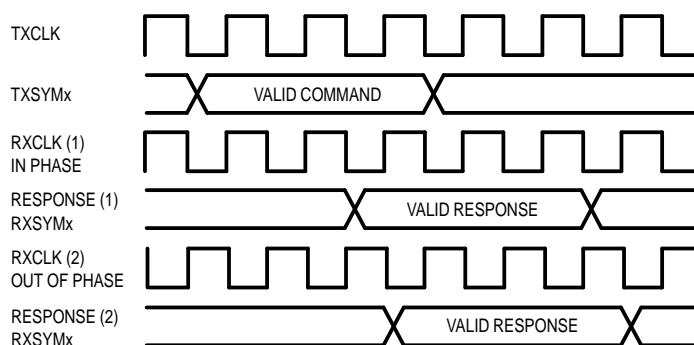 TXCLK
TXSYMx
VALID COMMAND
RXCLK (1)
IN PHASE
RESPONSE (1)
RXSYMx
VALID RESPONSE
RXCLK (2)
OUT OF PHASE
RESPONSE (2)
RXSYMx
VALID RESPONSE